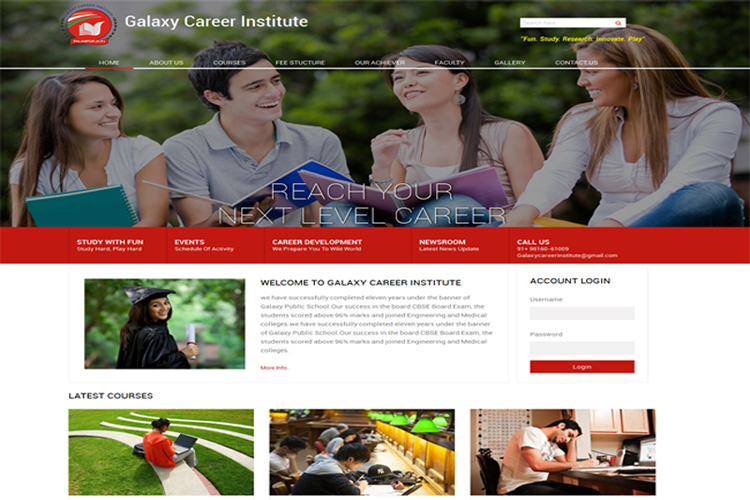 Galaxy Career Institute
Search here..
"Fun. Study. Research. Innovate. Play"
HOME ABOUT US COURSES FEE STUCTURE OUR ACHIEVER FACULTY GALLERY CONTACT US
REACH YOUR
NEXT LEVEL CAREER
STUDY WITH FUN
Study Hard, Play Hard
EVENTS
Schedule Of Activity
CAREER DEVELOPMENT
We Prepare You To Wild World
NEWSROOM
Latest News Update
CALL US
91+ 98160-61009
Galaxycareerinstitute@gmail.com
WELCOME TO GALAXY CAREER INSTITUTE
we have successfully completed eleven years under the banner of
Galaxy Public School.Our success in the board CBSE Board Exam, the
students scored above 96% marks and joined Engineering and Medical
colleges.we have successfully completed eleven years under the banner
of Galaxy Public School.Our success in the board CBSE Board Exam, the
students scored above 96% marks and joined Engineering and Medical
colleges.
More Info..
ACCOUNT LOGIN
Username
Password
Login
LATEST COURSES